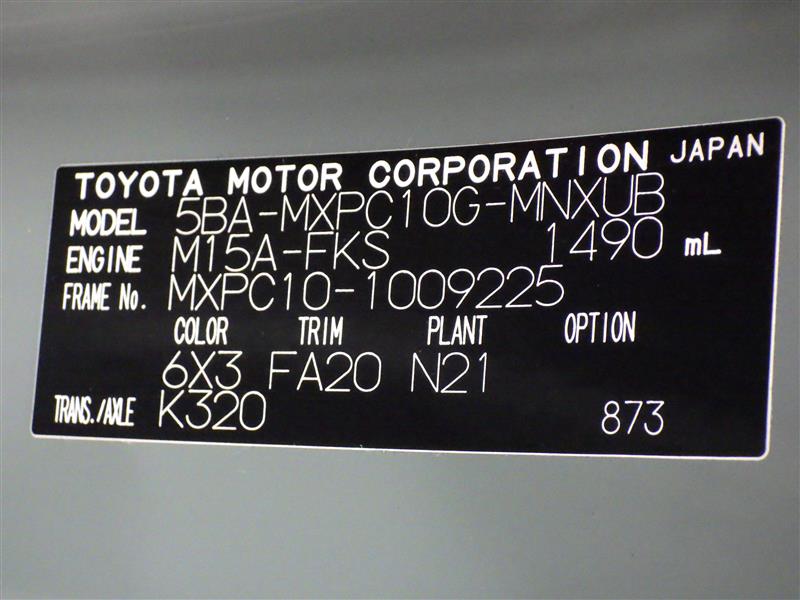 TOYOTA MOTOR CORPORATION JAPAN
MODEL 5BA-MXPC10G-MNXUB
ENGINE M15A-FKS 1490 mL
FRAME No. MXPC10-1009225
COLOR TRIM PLANT OPTION
6X3 FA20 N21
TRANS./AXLE K320 873